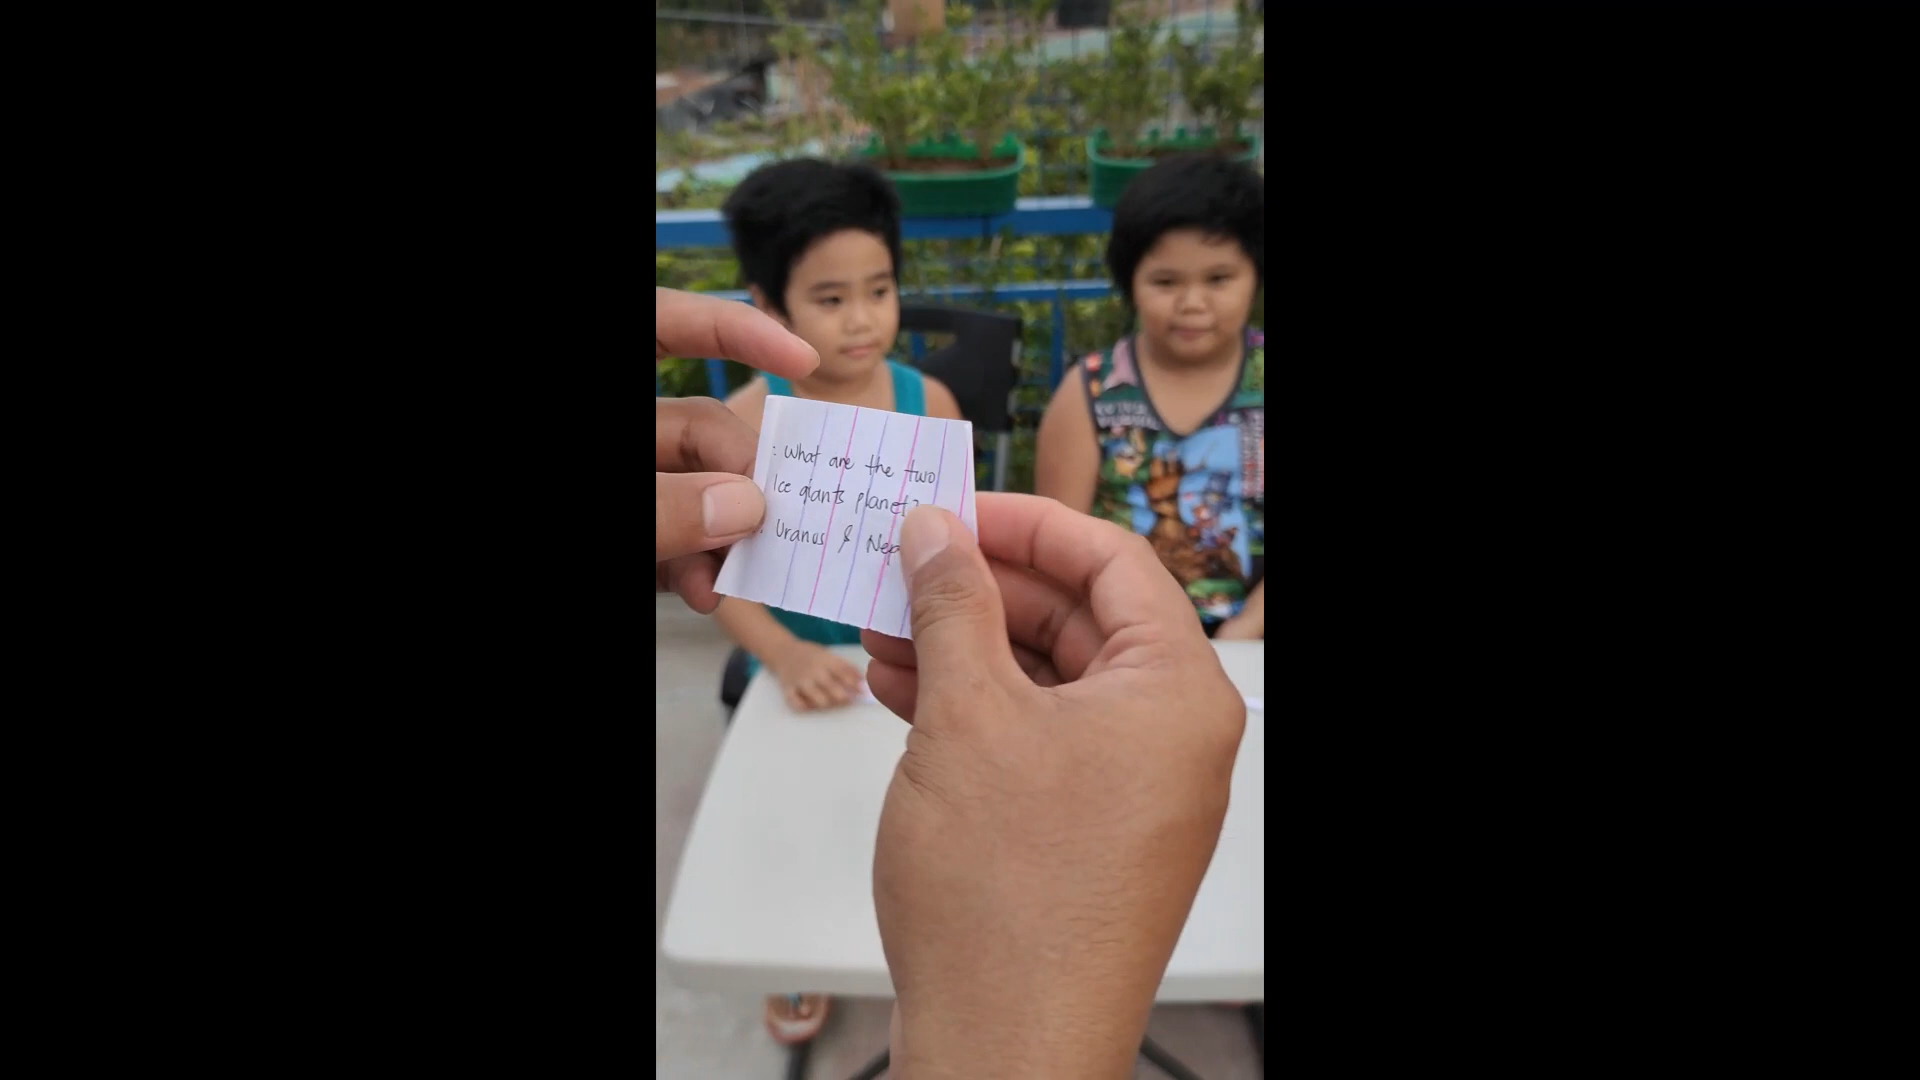 : What are the two
Ice giants planet?
. Uranus & Nep